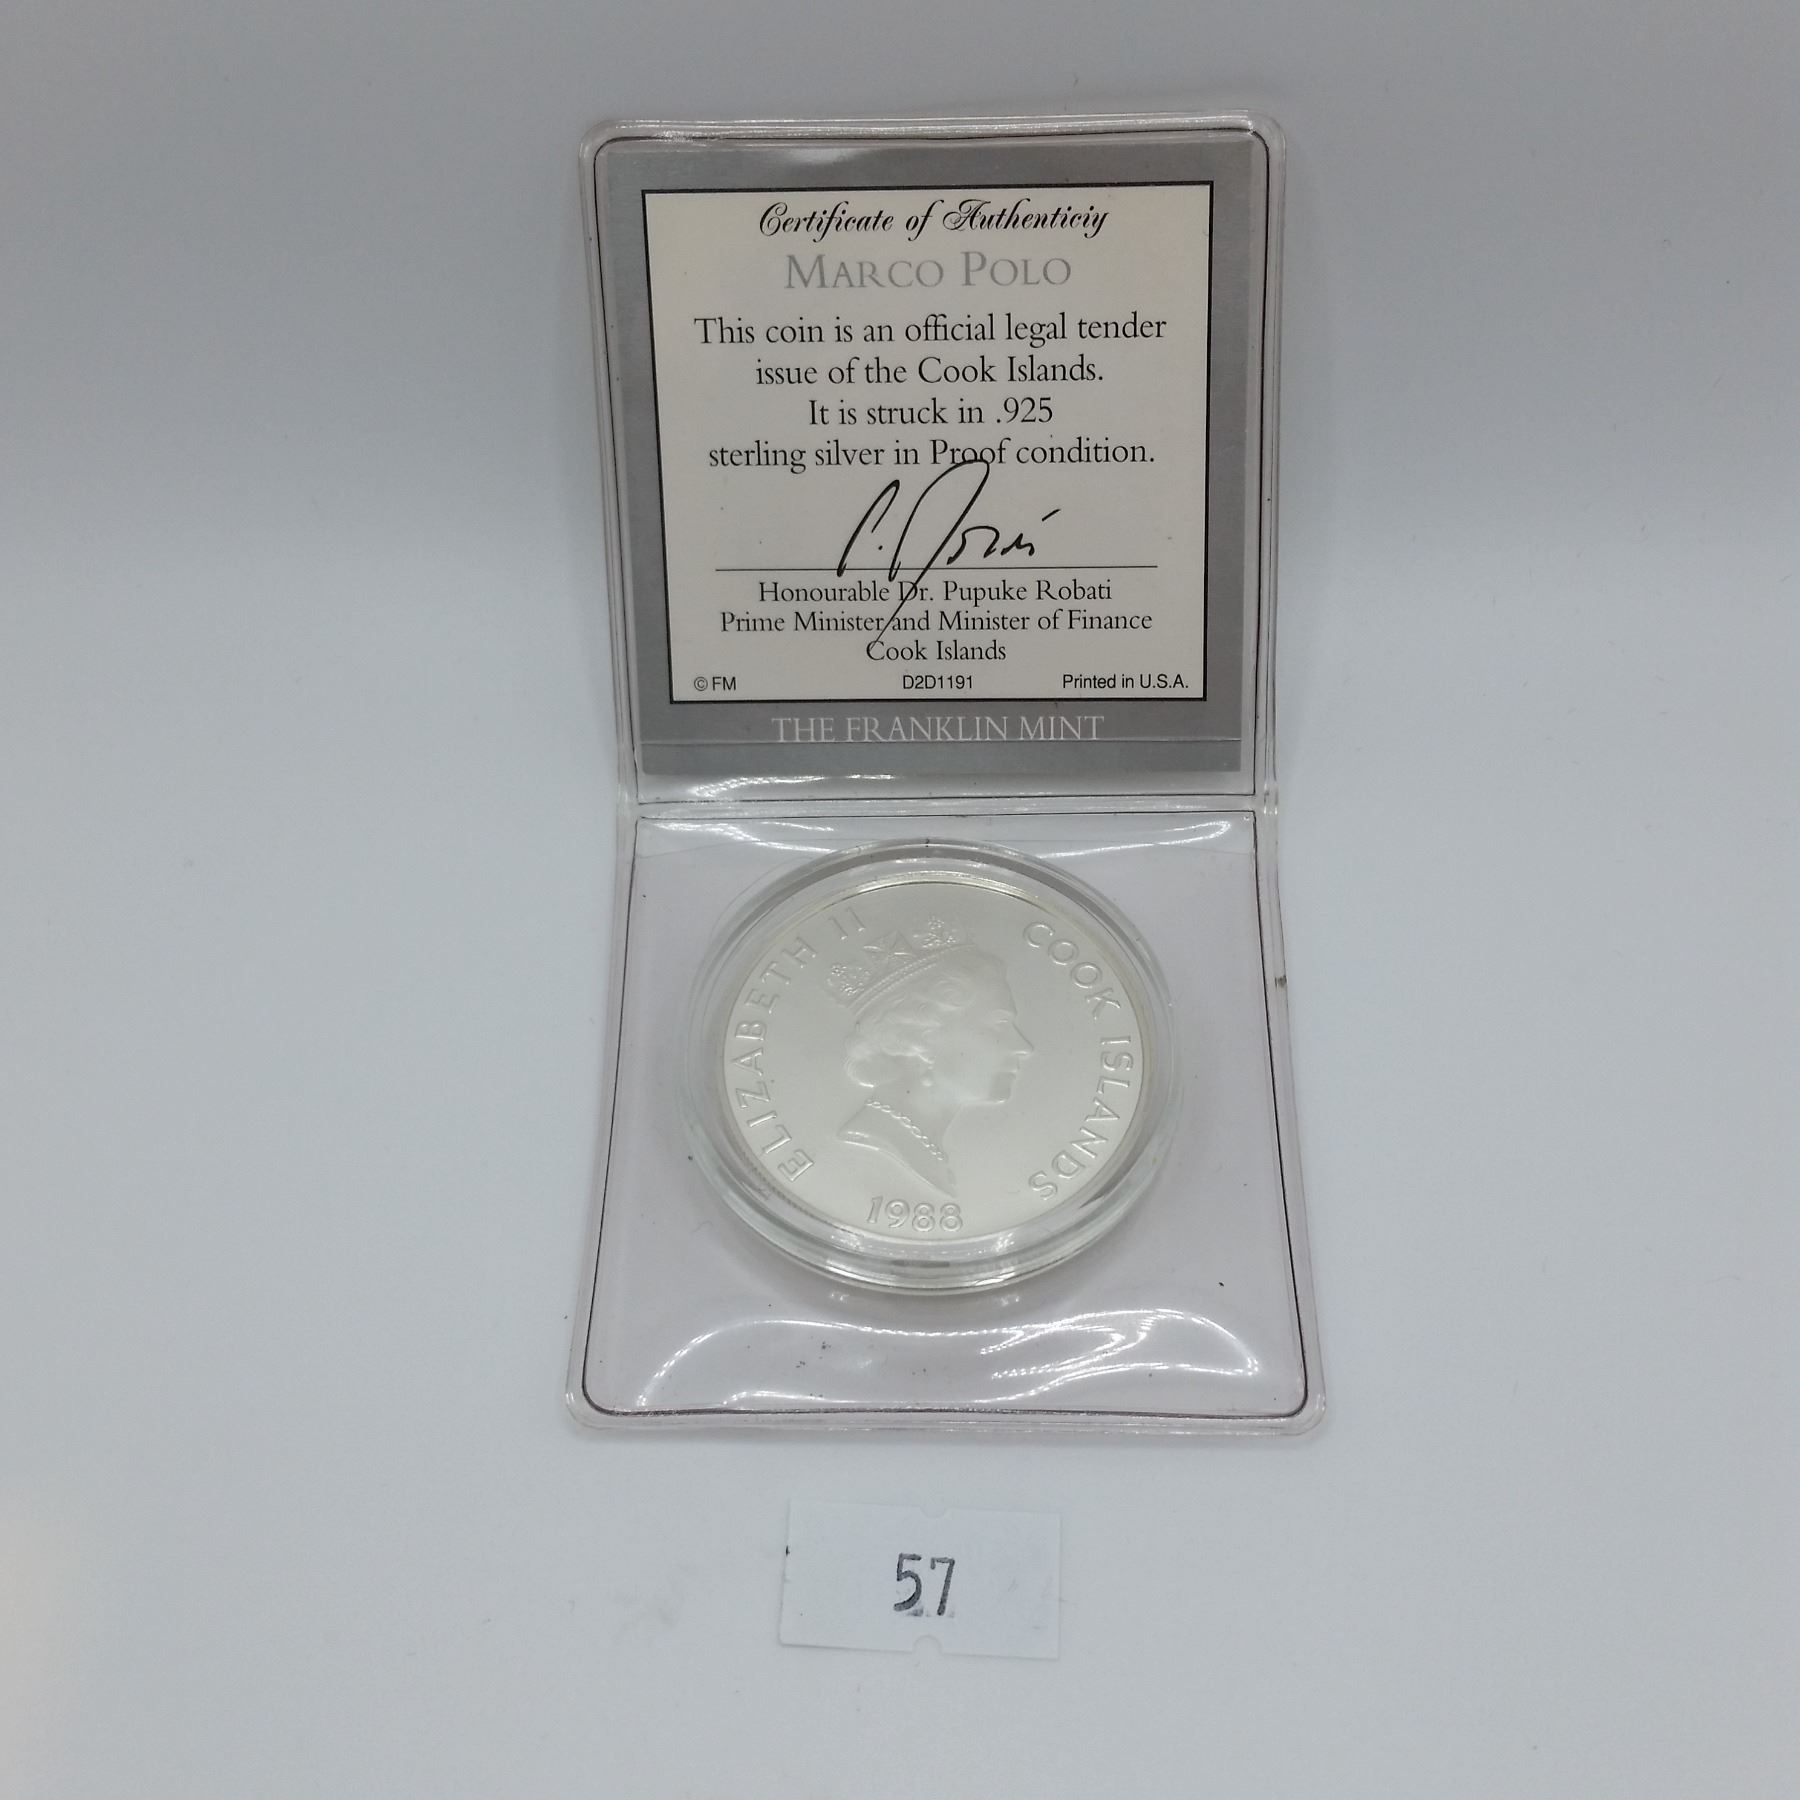 Certificate of Authenticiy
MARCO POLO
This coin is an official legal tender
issue of the Cook Islands.
It is struck in .925
sterling silver in Proof condition.
Honourable Dr. Pupuke Robati
Prime Minister and Minister of Finance
Cook Islands
© FM D2D1191 Printed in U.S.A.
THE FRANKLIN MINT
ELIZABETH II COOK ISLANDS
1988
57